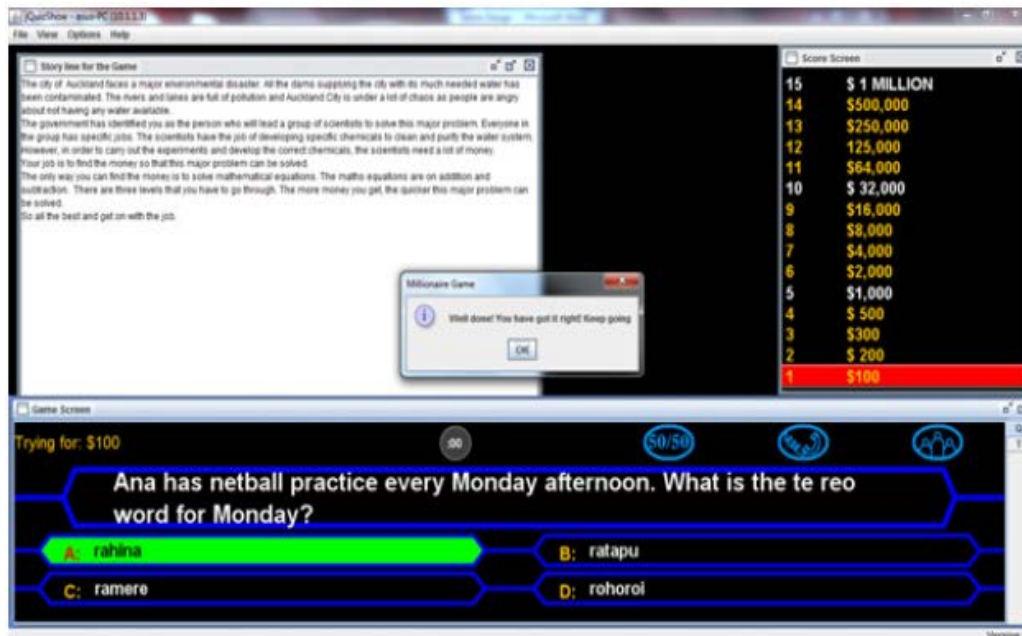 jQuizShow - asus-PC (10.1.1.3)
File View Options Help
Story line for the Game
The city of Auckland faces a major environmental disaster. All the dams supplying the city with its much needed water has
been contaminated. The rivers and lanes are full of pollution and Auckland City is under a lot of chaos as people are angry
about not having any water available.
The government has identified you as the person who will lead a group of scientists to solve this major problem. Everyone in
the group has specific jobs. The scientists have the job of developing specific chemicals to clean and purify the water system.
However, in order to carry out the experiments and develop the correct chemicals, the scientists need a lot of money.
Your job is to find the money so that this major problem can be solved.
The only way you can find the money is to solve mathematical equations. The maths equations are on addition and
subtraction. There are three levels that you have to go through. The more money you get, the quicker this major problem can
be solved.
So all the best and get on with the job.
Score Screen
15 $ 1 MILLION
14 $500,000
13 $250,000
12 125,000
11 $64,000
10 $ 32,000
9 $16,000
8 $8,000
7 $4,000
6 $2,000
5 $1,000
4 $ 500
3 $300
2 $ 200
1 $100
Millionaire Game
Well done! You have got it right! Keep going
OK
Game Screen
Trying for: $100
:00
50/50
Ana has netball practice every Monday afternoon. What is the te reo
word for Monday?
A: rahina
B: ratapu
C: ramere
D: rohoroi